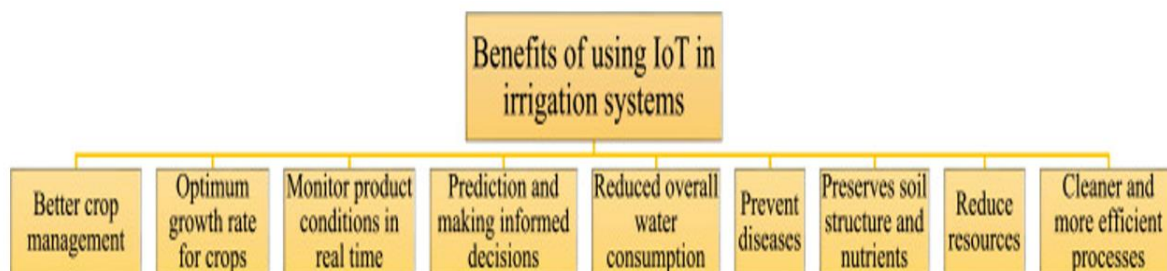 Benefits of using IoT in
irrigation systems
Better crop
management
Optimum
growth rate
for crops
Monitor product
conditions in
real time
Prediction and
making informed
decisions
Reduced overall
water
consumption
Prevent
diseases
Preserves soil
structure and
nutrients
Reduce
resources
Cleaner and
more efficient
processes